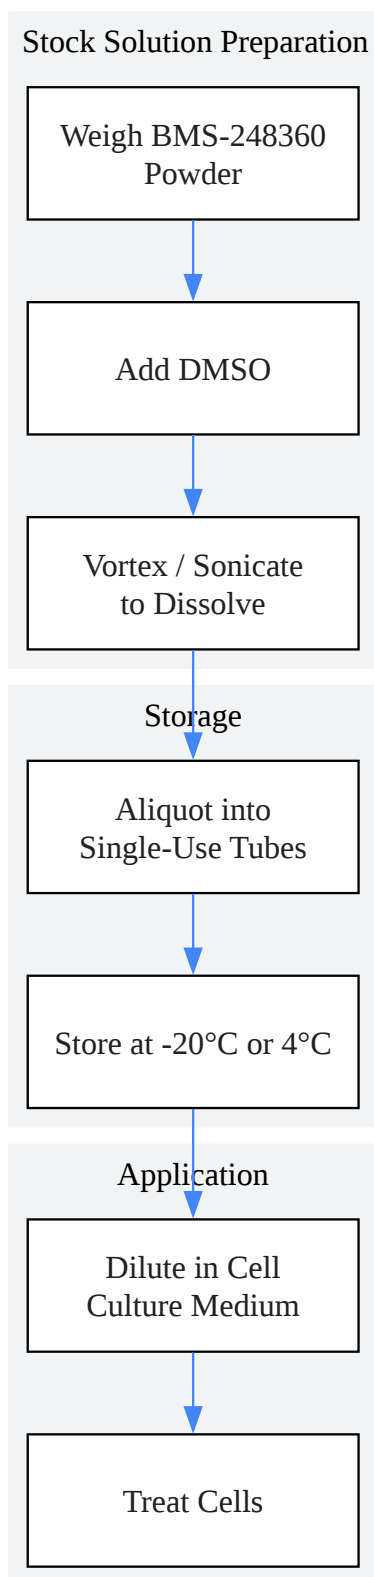 Stock Solution Preparation
Weigh BMS-248360
Powder
Add DMSO
Vortex / Sonicate
to Dissolve
Storage
Aliquot into
Single-Use Tubes
Store at -20°C or 4°C
Application
Dilute in Cell
Culture Medium
Treat Cells